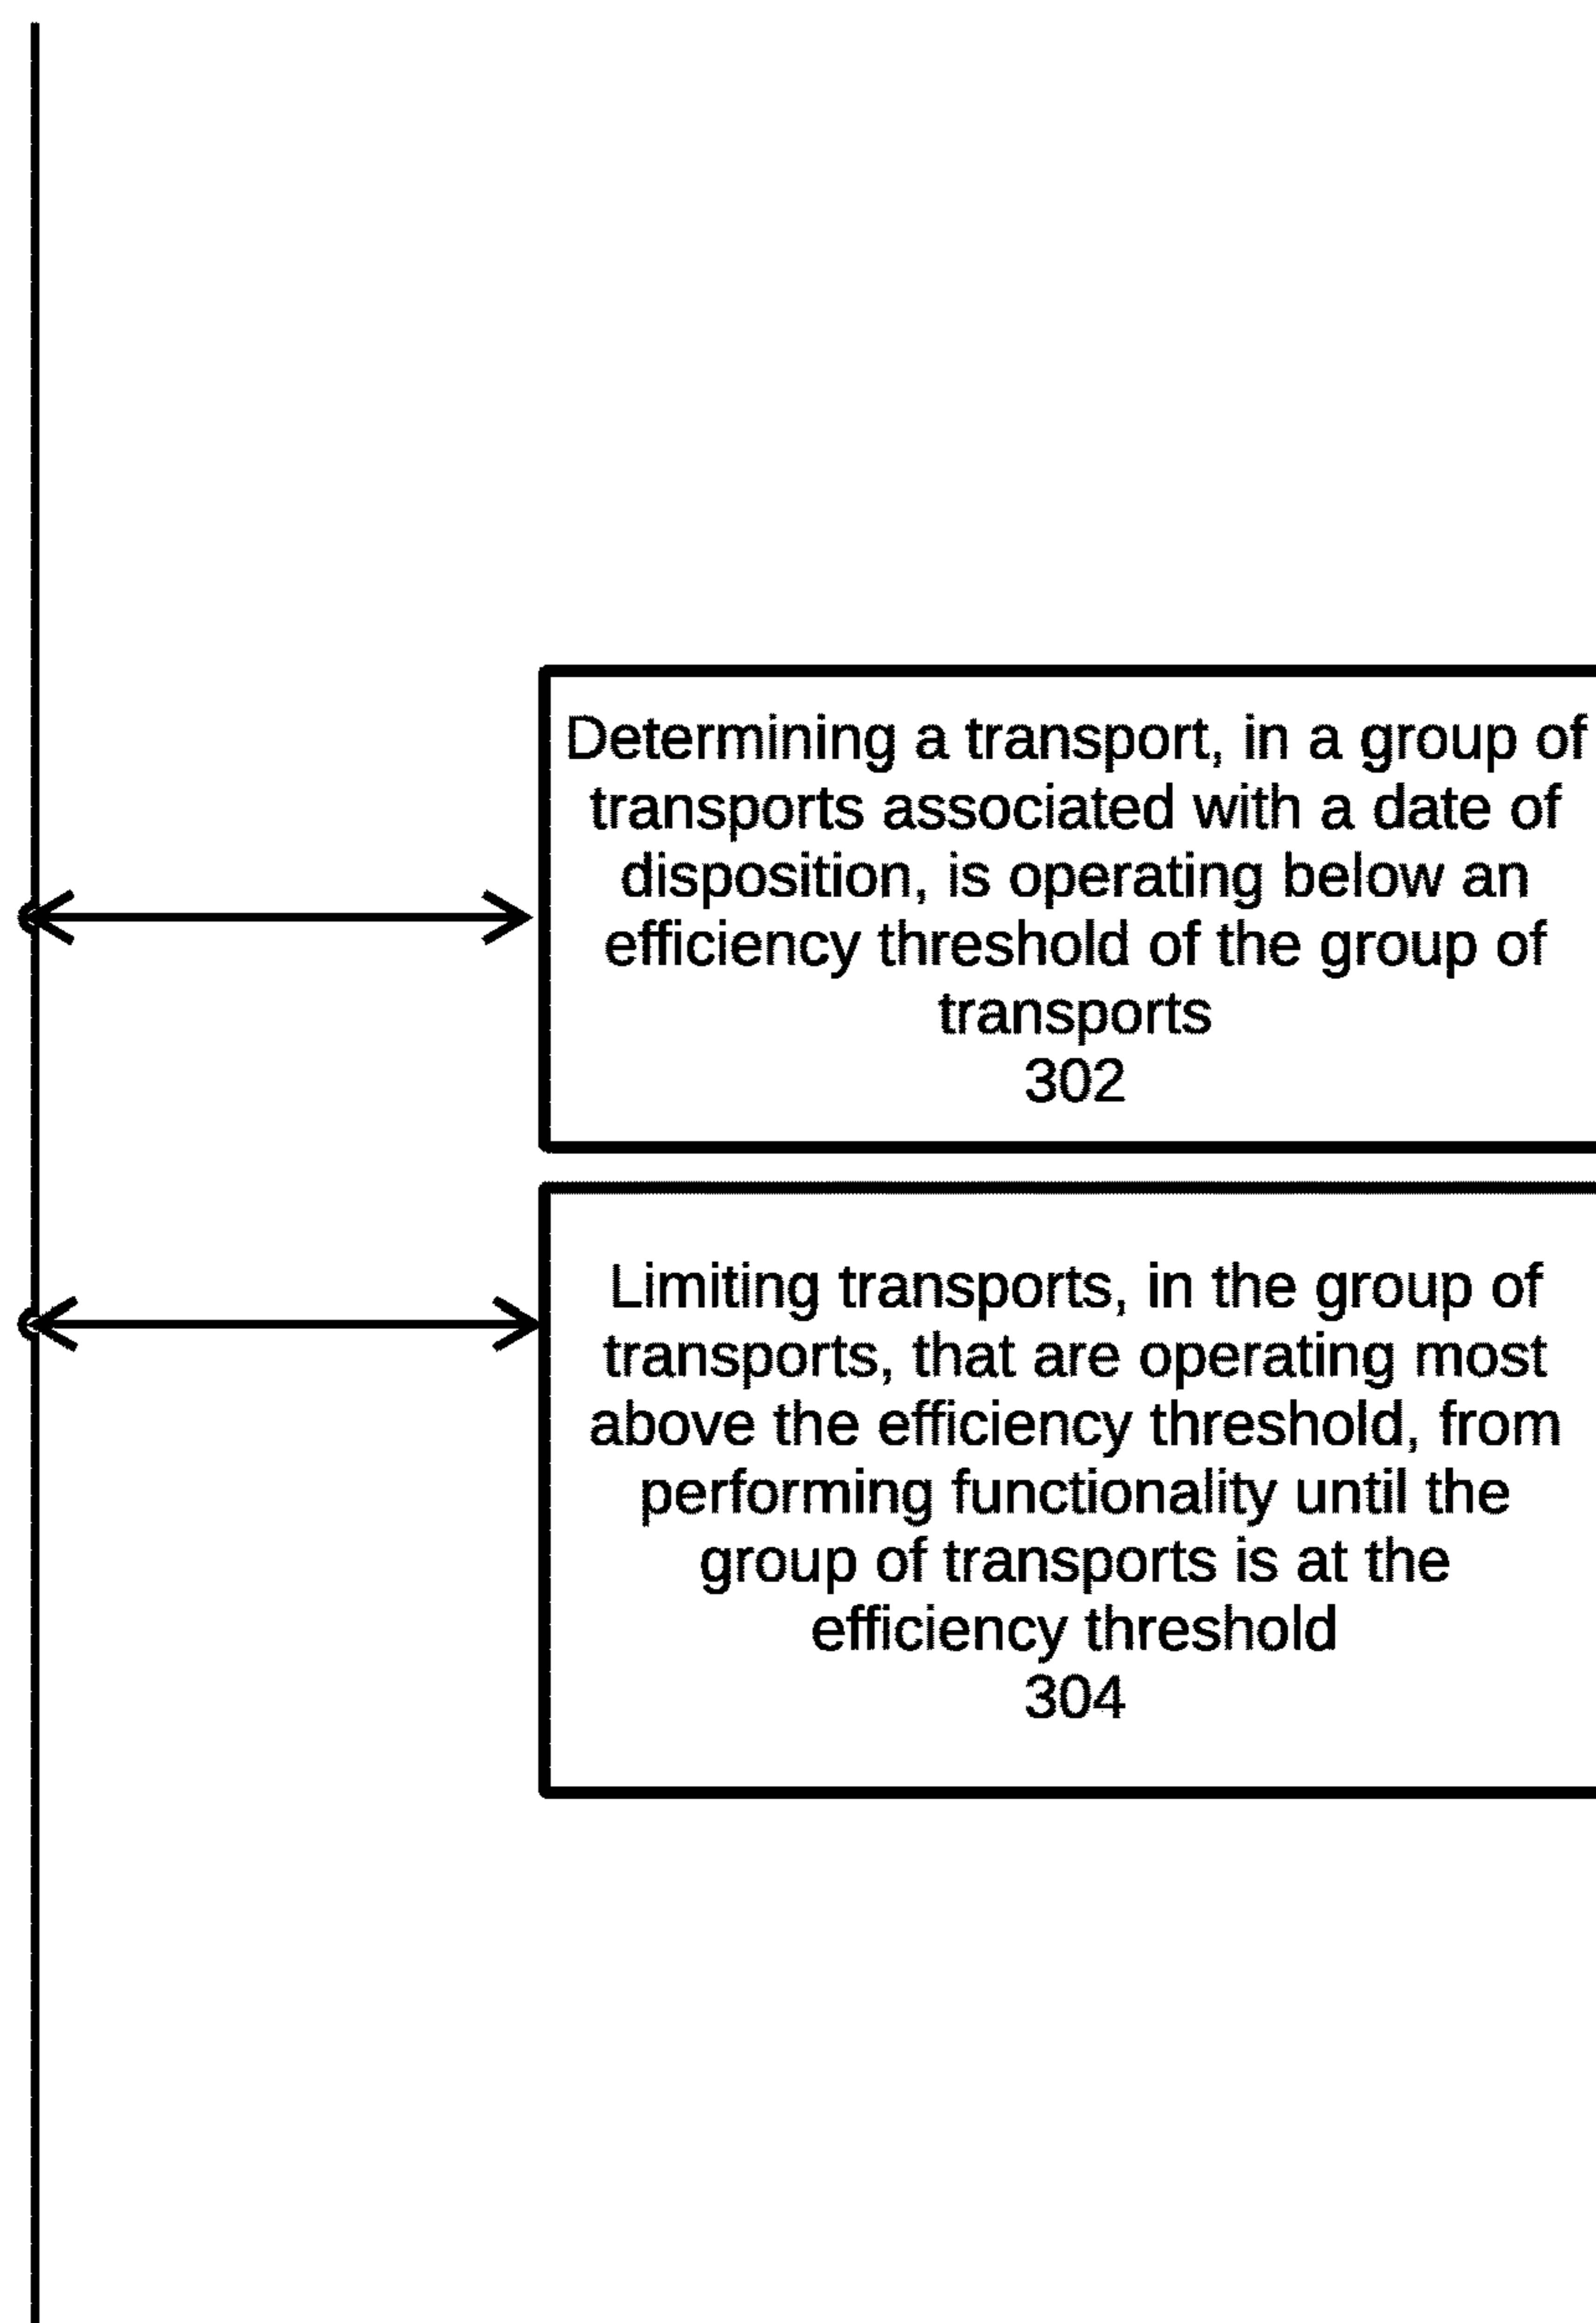 Determining a transport, in a group of
transports associated with a date of
disposition, is operating below an
efficiency threshold of the group of
transports
302
Limiting transports, in the group of
transports, that are operating most
above the efficiency threshold, from
performing functionality until the
group of transports is at the
efficiency threshold
304